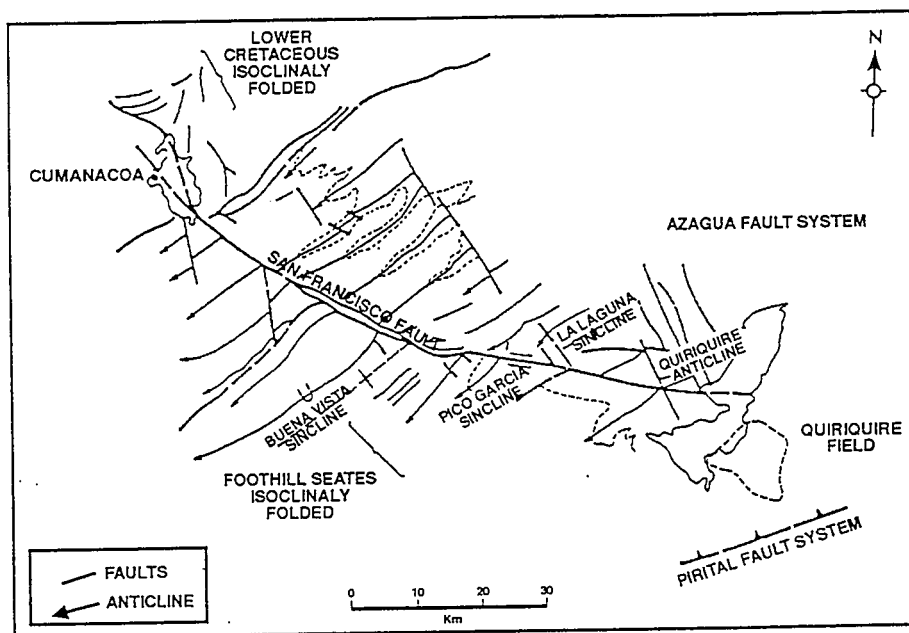 LOWER
CRETACEOUS
ISOCLINALY
FOLDED
N
CUMANACOA
AZAGUA FAULT SYSTEM
SAN FRANCISCO FAULT
LA LAGUNA
SINCLINE
QUIRIQUIRE
ANTICLINE
PICO GARCIA
SINCLINE
BUENA VISTA
SINCLINE
QUIRIQUIRE
FIELD
FOOTHILL SEATES
ISOCLINALY
FOLDED
PIRITAL FAULT SYSTEM
FAULTS
ANTICLINE
0 10 20 30
Km